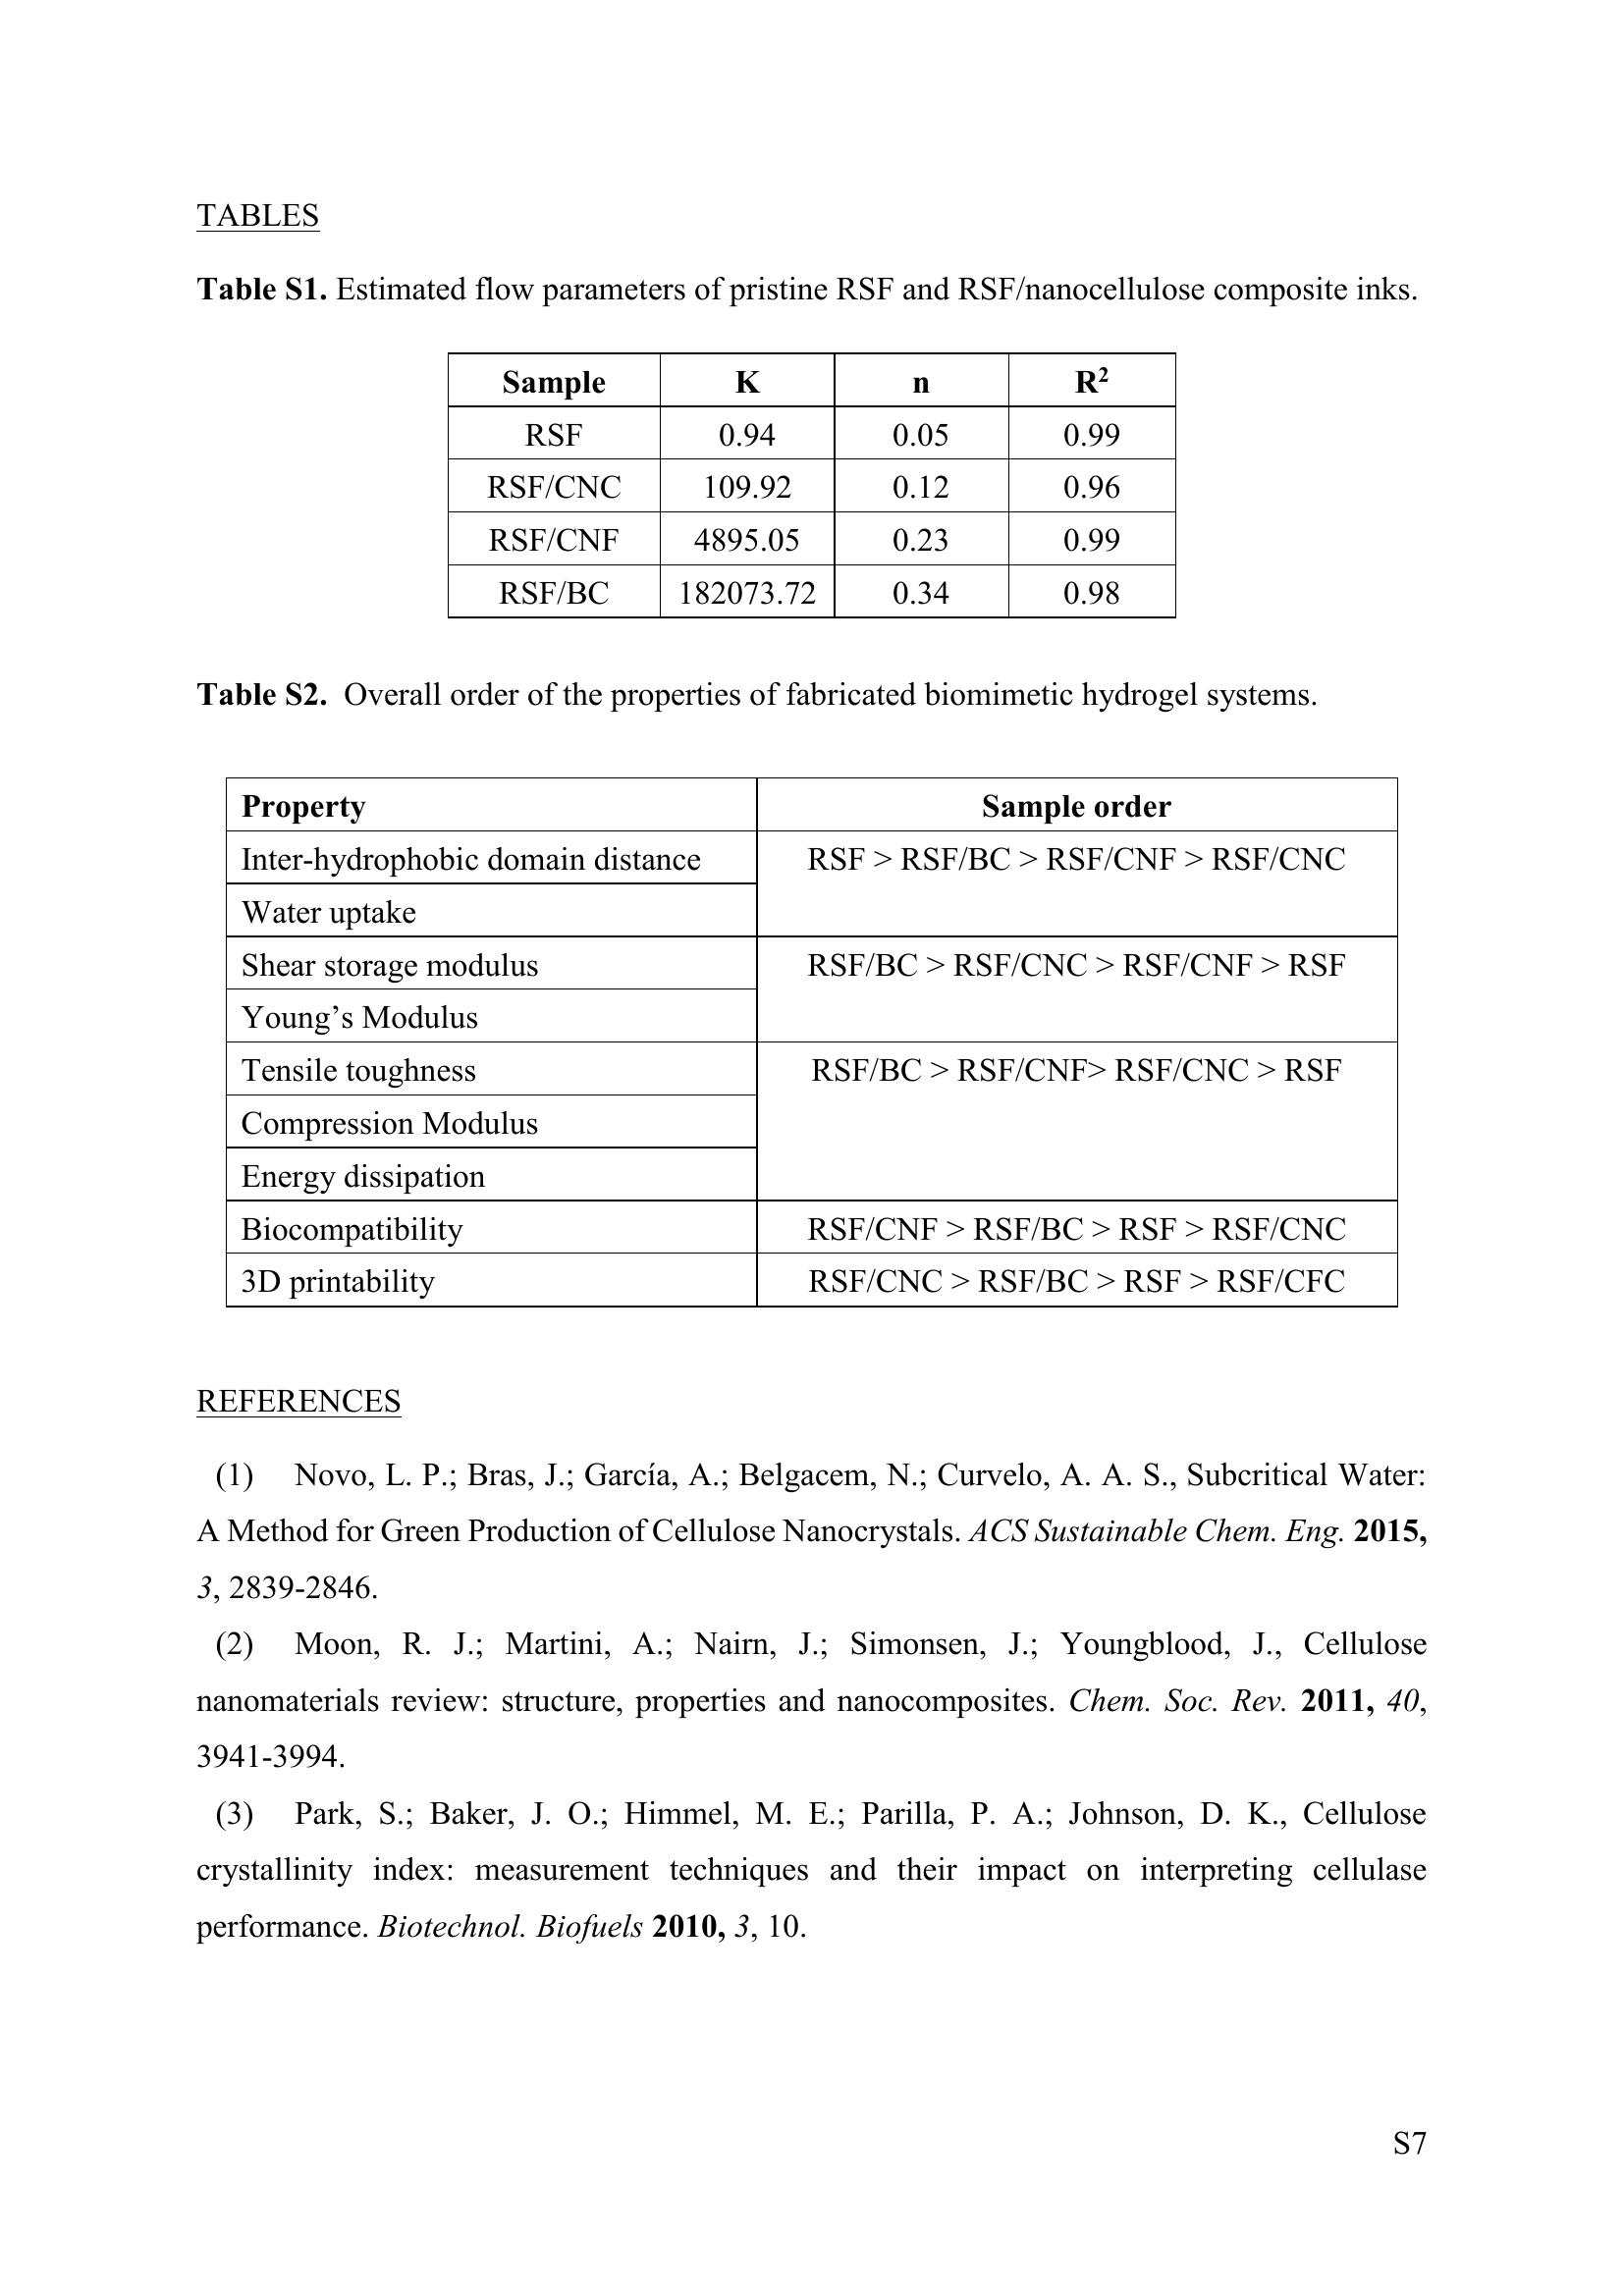 TABLES
Table S1. Estimated flow parameters of pristine RSF and RSF/nanocellulose composite inks.
Sample K n R²
RSF 0.94 0.05 0.99
RSF/CNC 109.92 0.12 0.96
RSF/CNF 4895.05 0.23 0.99
RSF/BC 182073.72 0.34 0.98
Table S2. Overall order of the properties of fabricated biomimetic hydrogel systems.
Property Sample order
Inter-hydrophobic domain distance RSF > RSF/BC > RSF/CNF > RSF/CNC
Water uptake
Shear storage modulus RSF/BC > RSF/CNC > RSF/CNF > RSF
Young’s Modulus
Tensile toughness RSF/BC > RSF/CNF> RSF/CNC > RSF
Compression Modulus
Energy dissipation
Biocompatibility RSF/CNF > RSF/BC > RSF > RSF/CNC
3D printability RSF/CNC > RSF/BC > RSF > RSF/CFC
REFERENCES
(1) Novo, L. P.; Bras, J.; García, A.; Belgacem, N.; Curvelo, A. A. S., Subcritical Water:
A Method for Green Production of Cellulose Nanocrystals. ACS Sustainable Chem. Eng. 2015,
3, 2839-2846.
(2) Moon, R. J.; Martini, A.; Nairn, J.; Simonsen, J.; Youngblood, J., Cellulose
nanomaterials review: structure, properties and nanocomposites. Chem. Soc. Rev. 2011, 40,
3941-3994.
(3) Park, S.; Baker, J. O.; Himmel, M. E.; Parilla, P. A.; Johnson, D. K., Cellulose
crystallinity index: measurement techniques and their impact on interpreting cellulase
performance. Biotechnol. Biofuels 2010, 3, 10.
S7